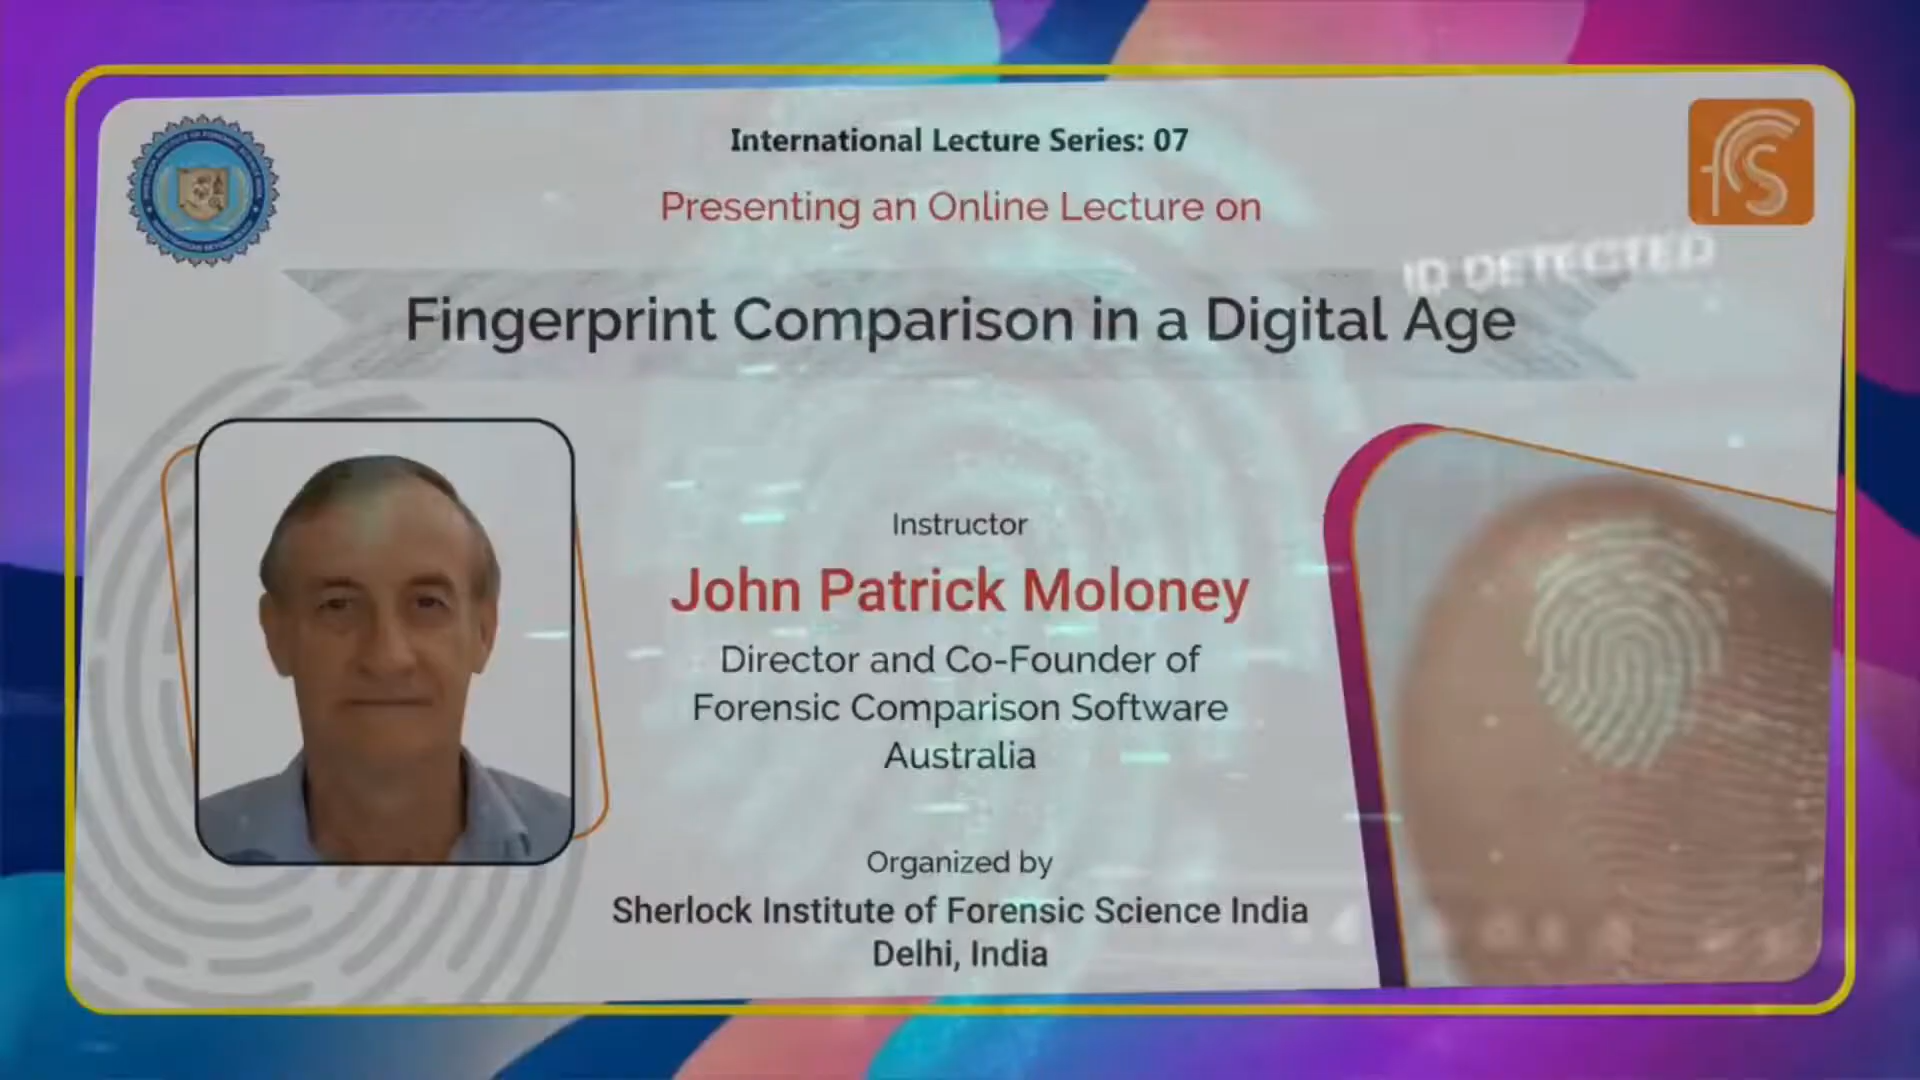 International Lecture Series: 07
Presenting an Online Lecture on
ID DETECTED
Fingerprint Comparison in a Digital Age
Instructor
John Patrick Moloney
Director and Co-Founder of
Forensic Comparison Software
Australia
Organized by
Sherlock Institute of Forensic Science India
Delhi, India